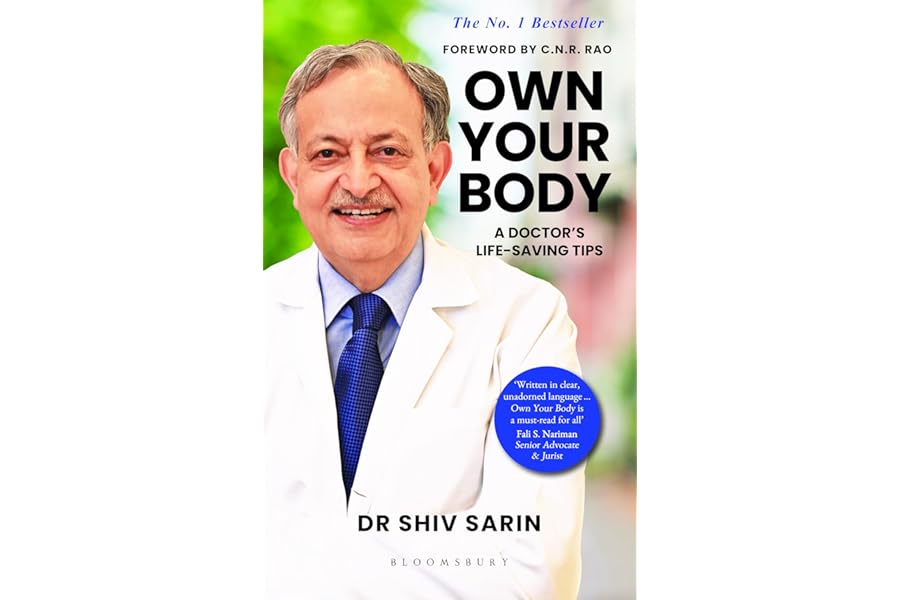 The No. 1 Bestseller
FOREWORD BY C.N.R. RAO
OWN
YOUR
BODY
A DOCTOR'S
LIFE-SAVING TIPS
‘Written in clear,
unadorned language ...
Own Your Body is
a must-read for all’
Fali S. Nariman
Senior Advocate
& Jurist
DR SHIV SARIN
BLOOMSBURY